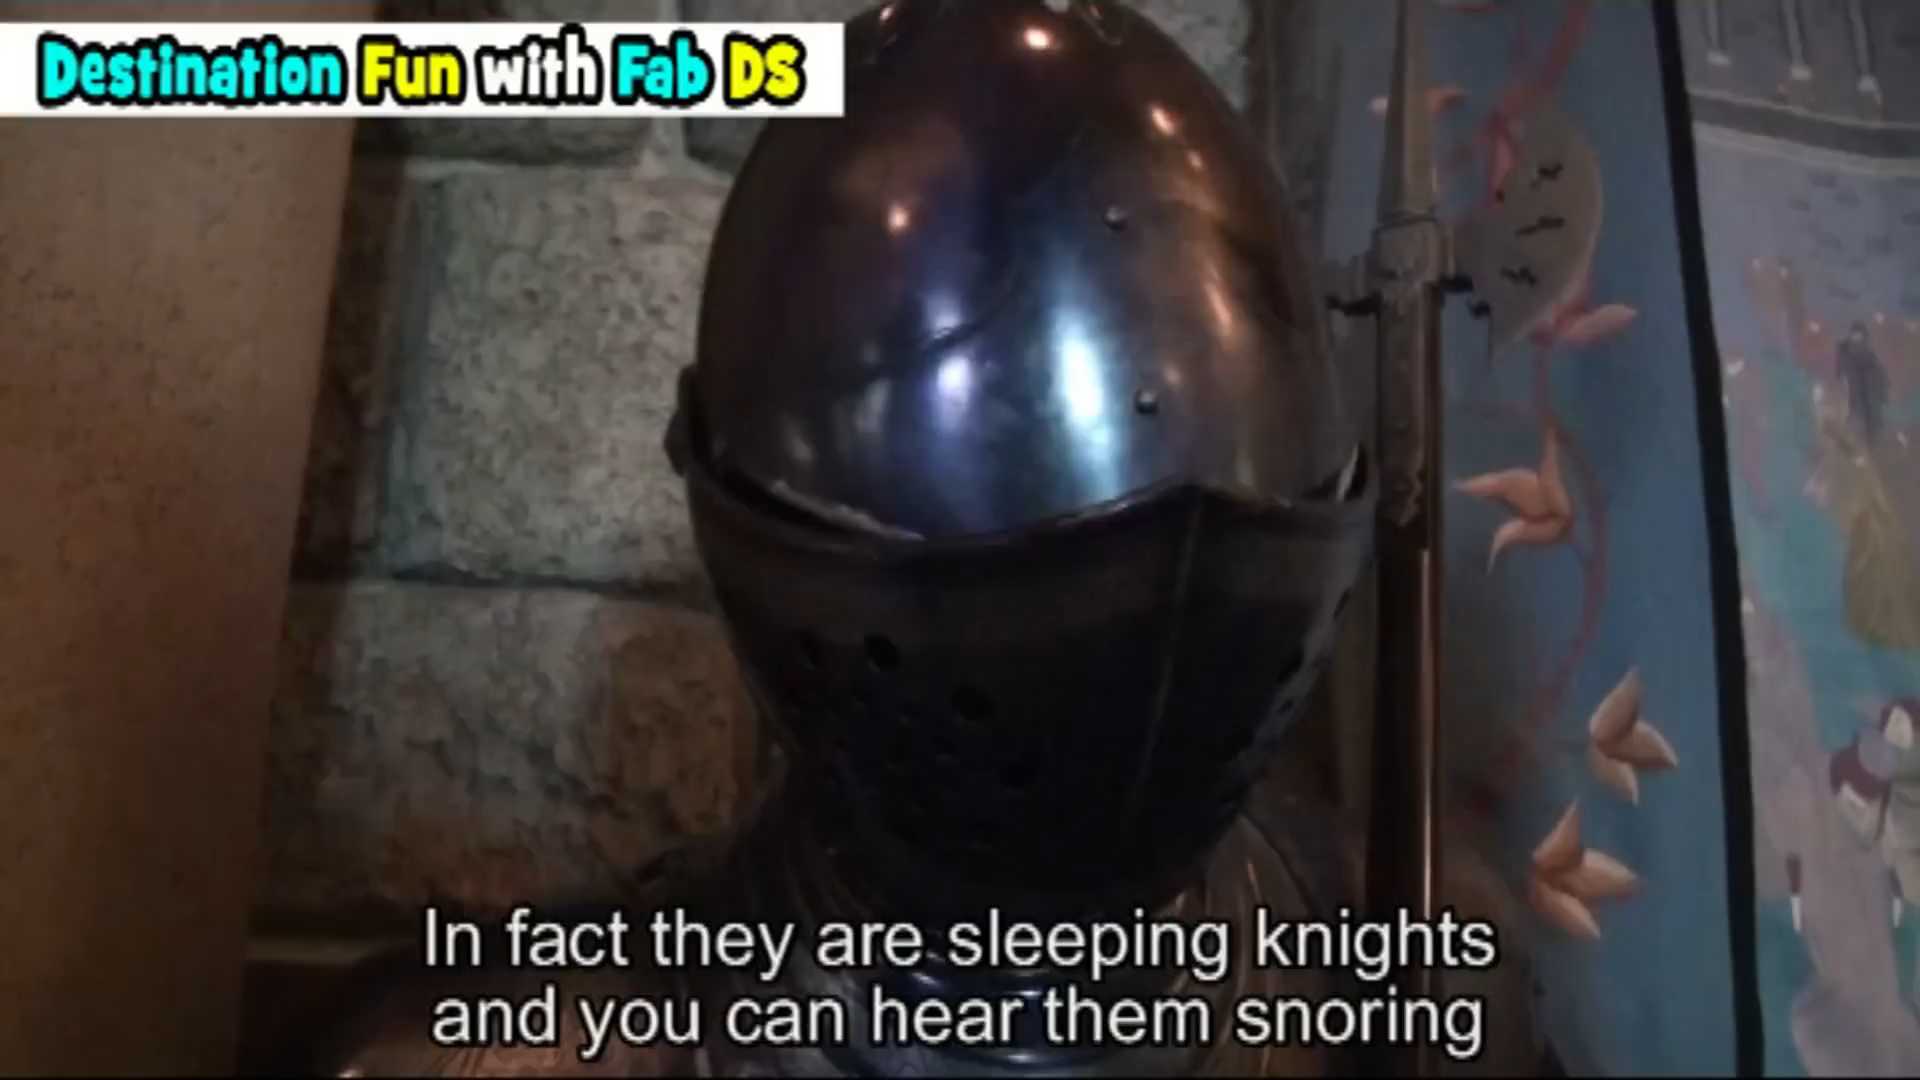 Destination Fun with Fab DS
In fact they are sleeping knights
and you can hear them snoring